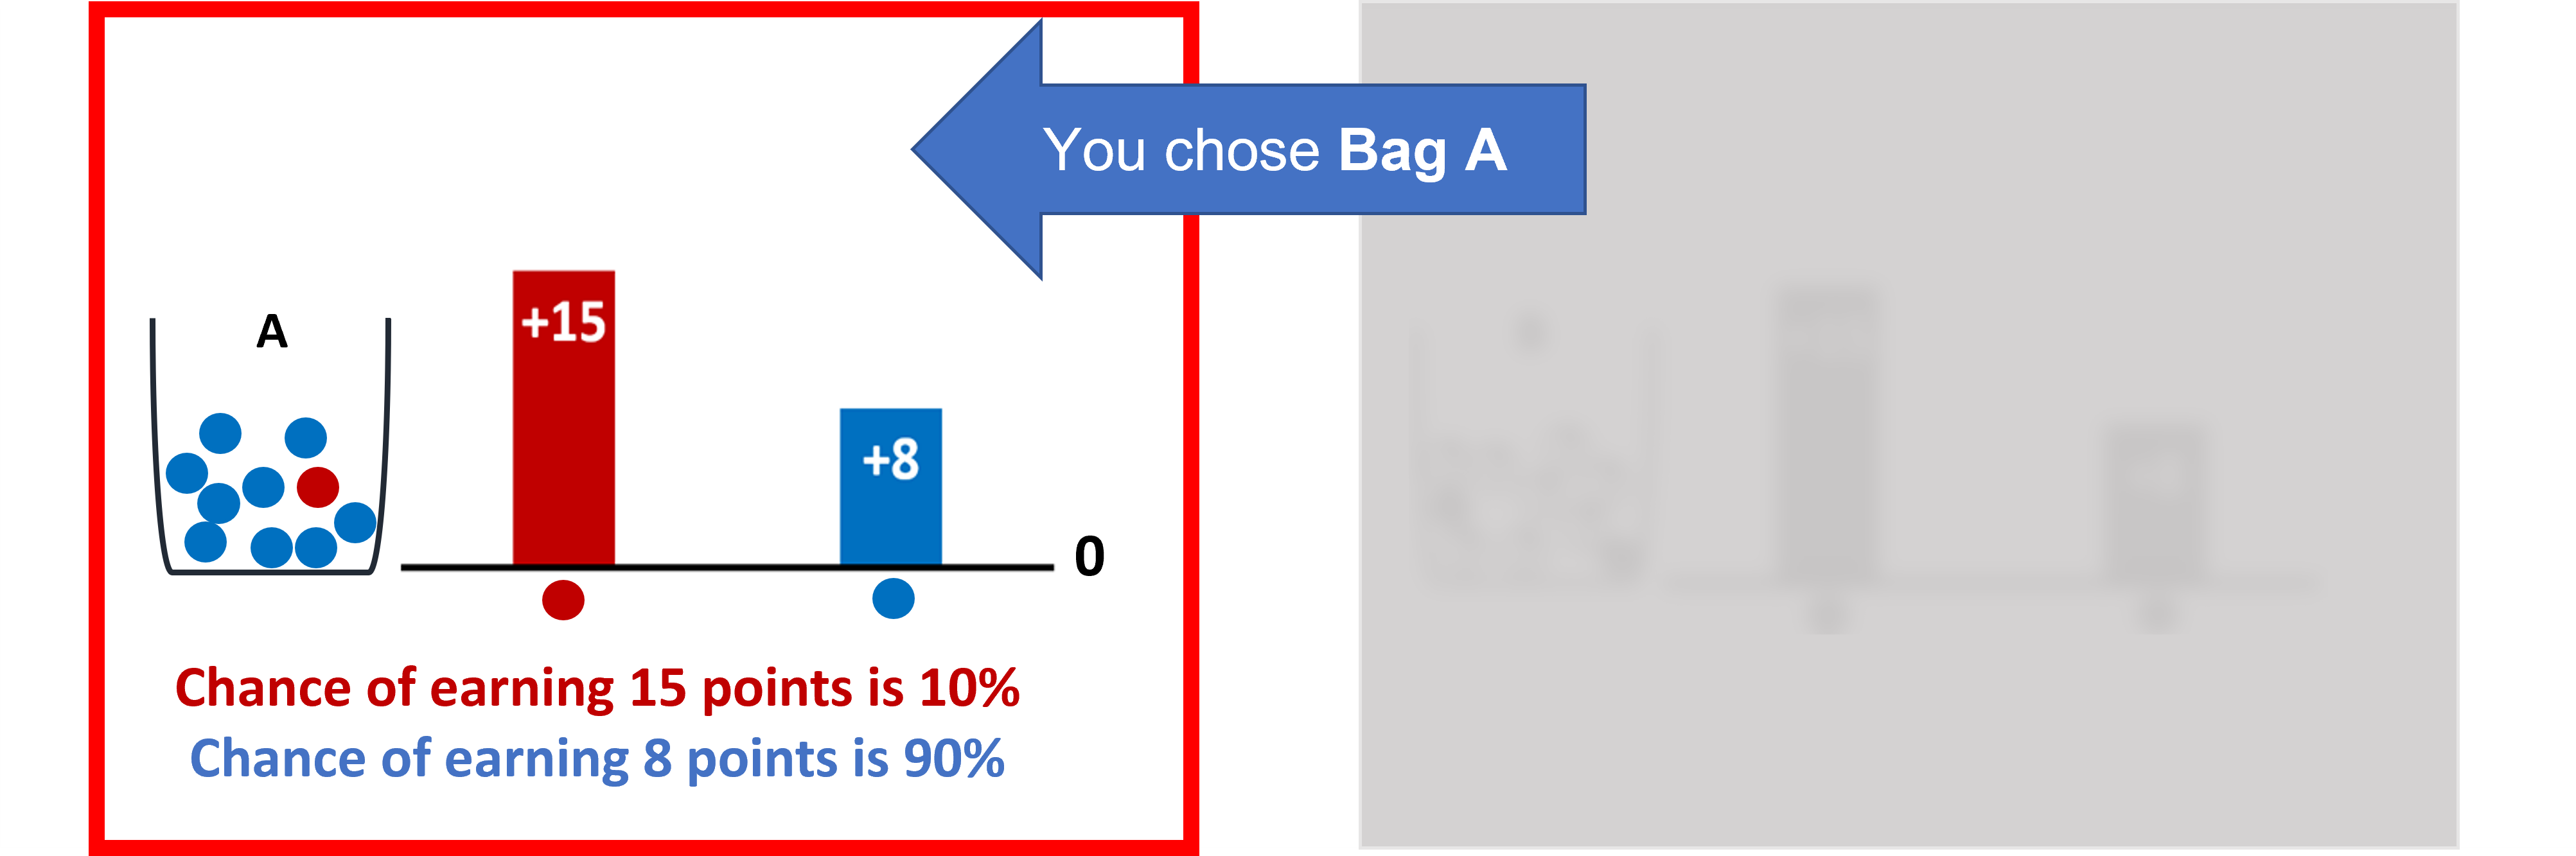 You chose Bag A
A
+15
+8
0
Chance of earning 15 points is 10%
Chance of earning 8 points is 90%